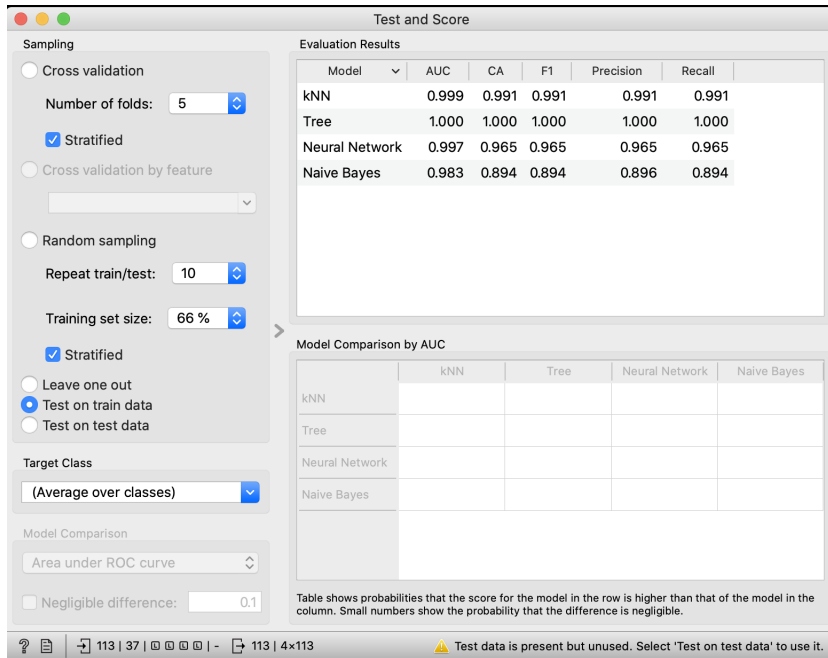 Test and Score
Sampling
Cross validation
Number of folds: 5
Stratified
Cross validation by feature
Random sampling
Repeat train/test: 10
Training set size: 66 %
Stratified
Leave one out
Test on train data
Test on test data
Target Class
(Average over classes)
Model Comparison
Area under ROC curve
Negligible difference: 0.1
Evaluation Results
Model AUC CA F1 Precision Recall
kNN 0.999 0.991 0.991 0.991 0.991
Tree 1.000 1.000 1.000 1.000 1.000
Neural Network 0.997 0.965 0.965 0.965 0.965
Naive Bayes 0.983 0.894 0.894 0.896 0.894
Model Comparison by AUC
kNN Tree Neural Network Naive Bayes
kNN
Tree
Neural Network
Naive Bayes
Table shows probabilities that the score for the model in the row is higher than that of the model in the
column. Small numbers show the probability that the difference is negligible.
? 113 | 37 | | - 113 | 4×113
Test data is present but unused. Select 'Test on test data' to use it.